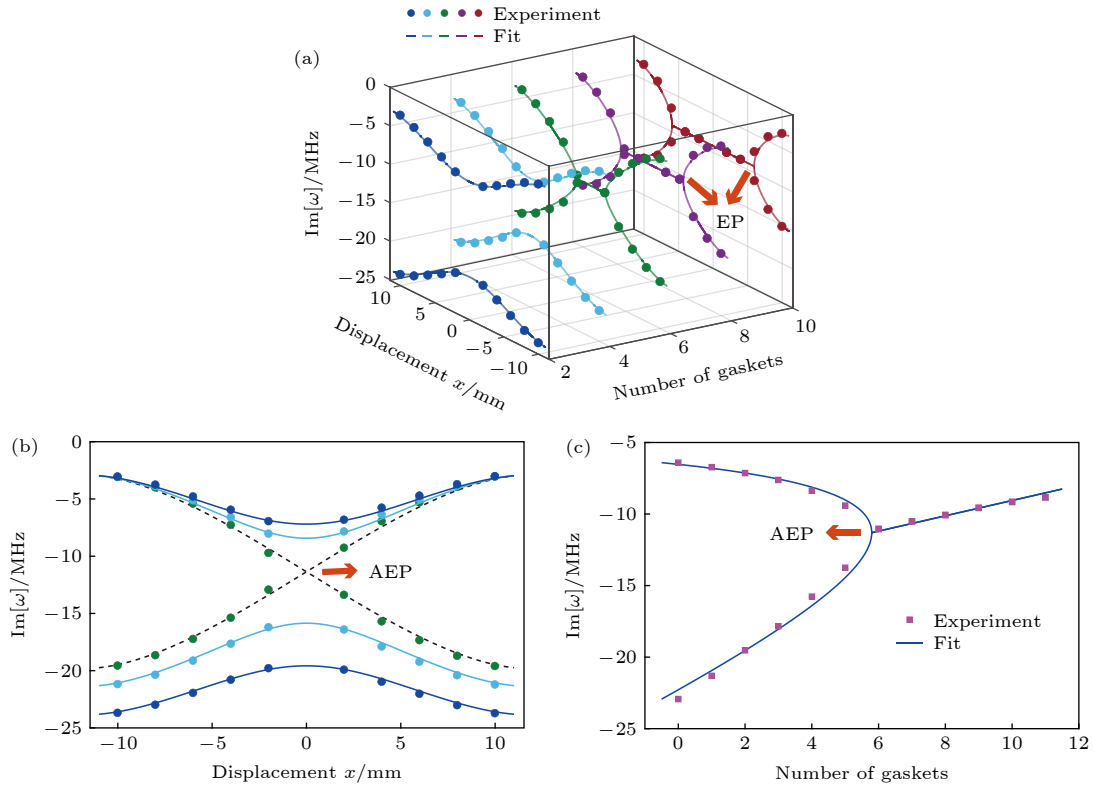 Experiment
Fit
(a)
Im[ω]/MHz
0
−5
−10
−15
−20
−25
10
5
0
−5
−10
Displacement x/mm
2
4
6
8
10
Number of gaskets
EP
(b)
Im[ω]/MHz
0
−5
−10
−15
−20
−25
−10
−5
0
5
10
Displacement x/mm
AEP
(c)
Im[ω]/MHz
−5
−10
−15
−20
−25
0
2
4
6
8
10
12
Number of gaskets
AEP
Experiment
Fit